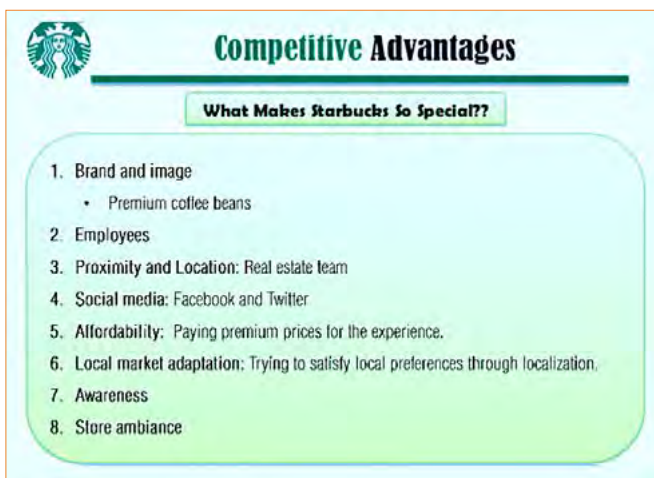 Competitive Advantages
What Makes Starbucks So Special??
1. Brand and image
• Premium coffee beans
2. Employees
3. Proximity and Location: Real estate team
4. Social media: Facebook and Twitter
5. Affordability: Paying premium prices for the experience.
6. Local market adaptation: Trying to satisfy local preferences through localization.
7. Awareness
8. Store ambiance